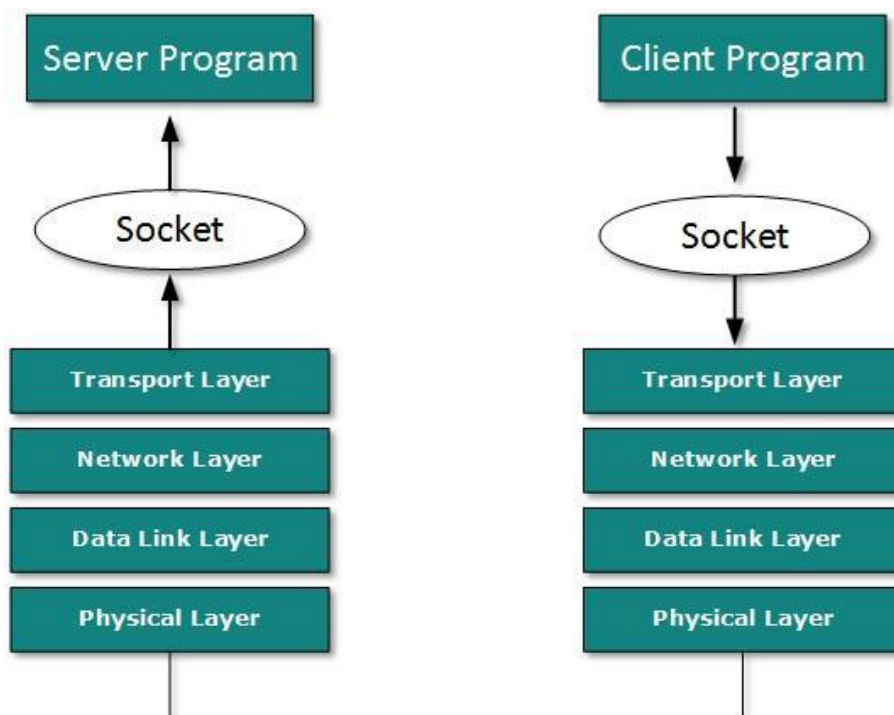 Server Program
Client Program
Socket
Socket
Transport Layer
Transport Layer
Network Layer
Network Layer
Data Link Layer
Data Link Layer
Physical Layer
Physical Layer